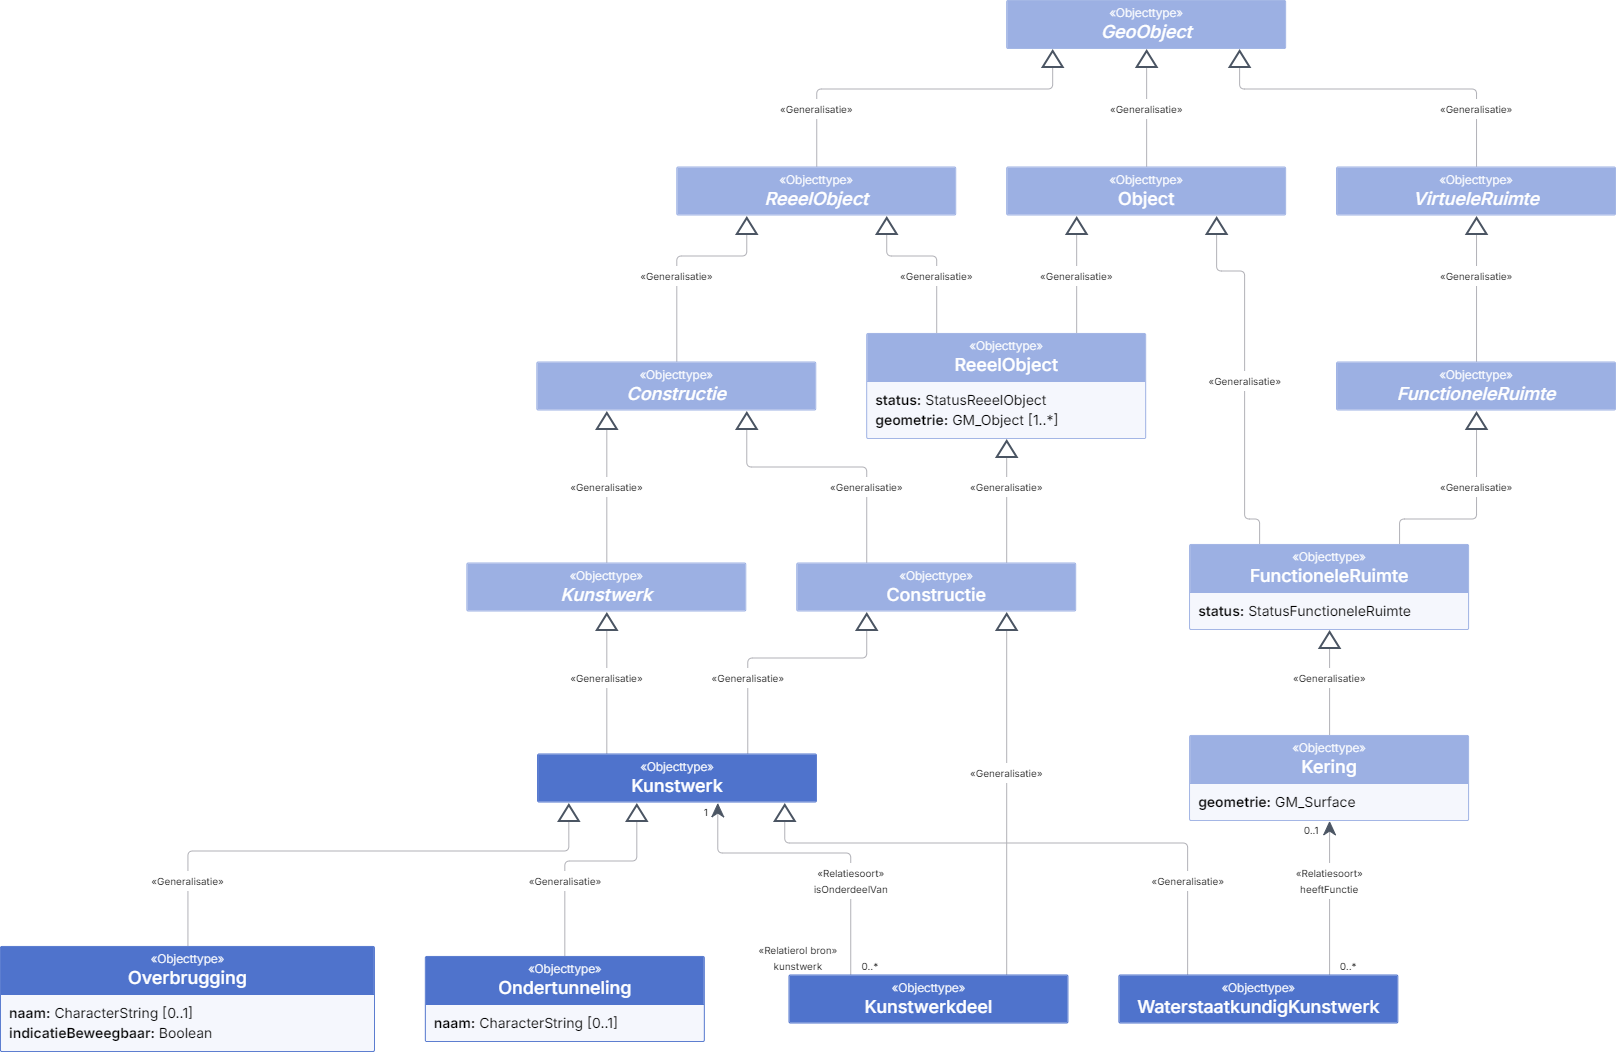 «Objecttype»
GeoObject
«Generalisatie»
«Generalisatie»
«Generalisatie»
«Objecttype»
ReeelObject
«Objecttype»
Object
«Objecttype»
VirtueleRuimte
«Generalisatie»
«Generalisatie»
«Generalisatie»
«Generalisatie»
«Objecttype»
ReeelObject
status: StatusReeelObject
geometrie: GM_Object [1..*]
«Objecttype»
Constructie
«Generalisatie»
«Objecttype»
FunctioneleRuimte
«Generalisatie»
«Generalisatie»
«Generalisatie»
«Generalisatie»
«Objecttype»
Kunstwerk
«Objecttype»
Constructie
«Objecttype»
FunctioneleRuimte
status: StatusFunctioneleRuimte
«Generalisatie»
«Generalisatie»
«Generalisatie»
«Objecttype»
Kunstwerk
«Generalisatie»
«Objecttype»
Kering
geometrie: GM_Surface
1
0..1
«Generalisatie»
«Generalisatie»
«Relatiesoort»
isOnderdeelVan
«Generalisatie»
«Relatiesoort»
heeftFunctie
«Relatierol bron»
kunstwerk
0..*
0..*
«Objecttype»
Overbrugging
naam: CharacterString [0..1]
indicatieBeweegbaar: Boolean
«Objecttype»
Ondertunneling
naam: CharacterString [0..1]
«Objecttype»
Kunstwerkdeel
«Objecttype»
WaterstaatkundigKunstwerk